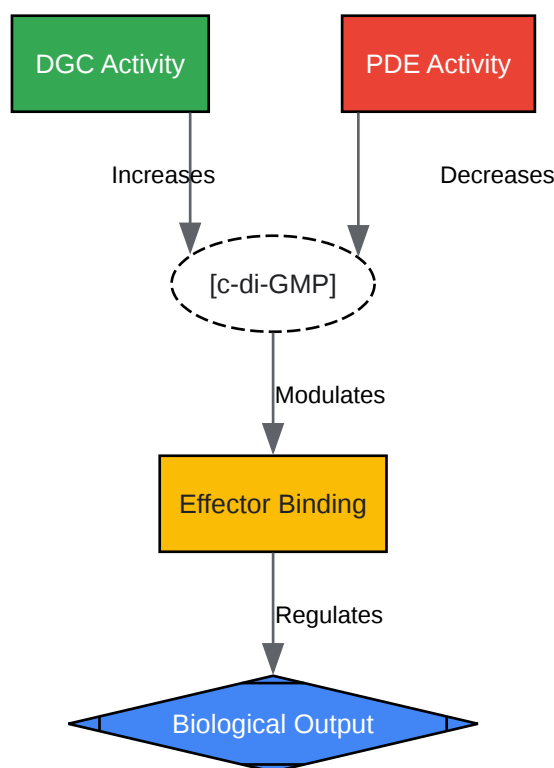 DGC Activity
PDE Activity
Increases
Decreases
[c-di-GMP]
Modulates
Effector Binding
Regulates
Biological Output